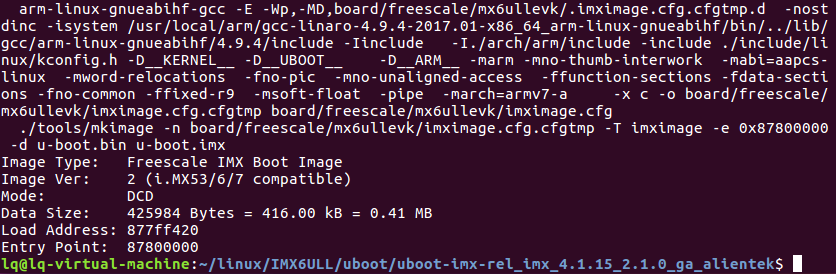 arm-linux-gnueabihf-gcc -E -Wp,-MD,board/freescale/mx6ullevk/.imximage.cfg.cfgtmp.d -nost
dinc -isystem /usr/local/arm/gcc-linaro-4.9.4-2017.01-x86_64_arm-linux-gnueabihf/bin/../lib/
gcc/arm-linux-gnueabihf/4.9.4/include -Iinclude -I./arch/arm/include -include ./include/li
nux/kconfig.h -D__KERNEL__ -D__UBOOT__ -D__ARM__ -marm -mno-thumb-interwork -mabi=aapcs-
linux -mword-relocations -fno-pic -mno-unaligned-access -ffunction-sections -fdata-secti
ons -fno-common -ffixed-r9 -msoft-float -pipe -march=armv7-a -x c -o board/freescale/
mx6ullevk/imximage.cfg.cfgtmp board/freescale/mx6ullevk/imximage.cfg
./tools/mkimage -n board/freescale/mx6ullevk/imximage.cfg.cfgtmp -T imximage -e 0x87800000
-d u-boot.bin u-boot.imx
Image Type: Freescale IMX Boot Image
Image Ver: 2 (i.MX53/6/7 compatible)
Mode: DCD
Data Size: 425984 Bytes = 416.00 kB = 0.41 MB
Load Address: 877ff420
Entry Point: 87800000
lq@lq-virtual-machine:~/linux/IMX6ULL/uboot/uboot-imx-rel_imx_4.1.15_2.1.0_ga_alientek$